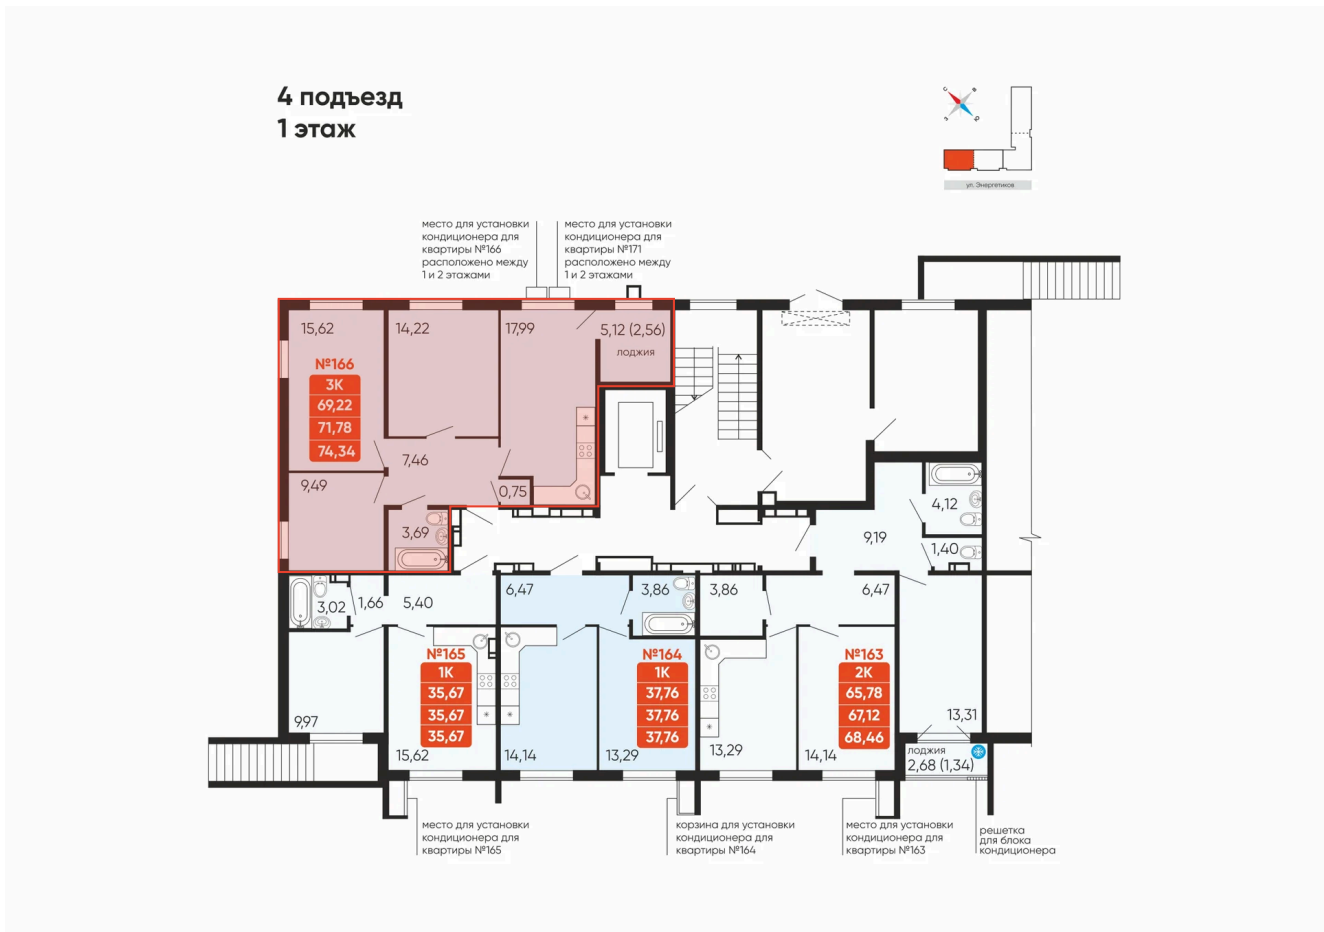 4 подъезд
1 этаж
С
В
З
Ю
ул. Энергетиков
место для установки
кондиционера для
квартиры №166
расположено между
1 и 2 этажами
место для установки
кондиционера для
квартиры №171
расположено между
1 и 2 этажами
15,62
14,22
17,99
5,12 (2,56)
лоджия
№166
3К
69,22
71,78
74,34
7,46
9,49
0,75
3,69
4,12
9,19
1,40
3,02
1,66
5,40
6,47
3,86
3,86
6,47
№165
1К
35,67
35,67
35,67
№164
1К
37,76
37,76
37,76
№163
2К
65,78
67,12
68,46
9,97
15,62
14,14
13,29
13,29
14,14
13,31
лоджия
2,68 (1,34)
место для установки
кондиционера для
квартиры №165
корзина для установки
кондиционера для
квартиры №164
место для установки
кондиционера для
квартиры №163
решетка
для блока
кондиционера